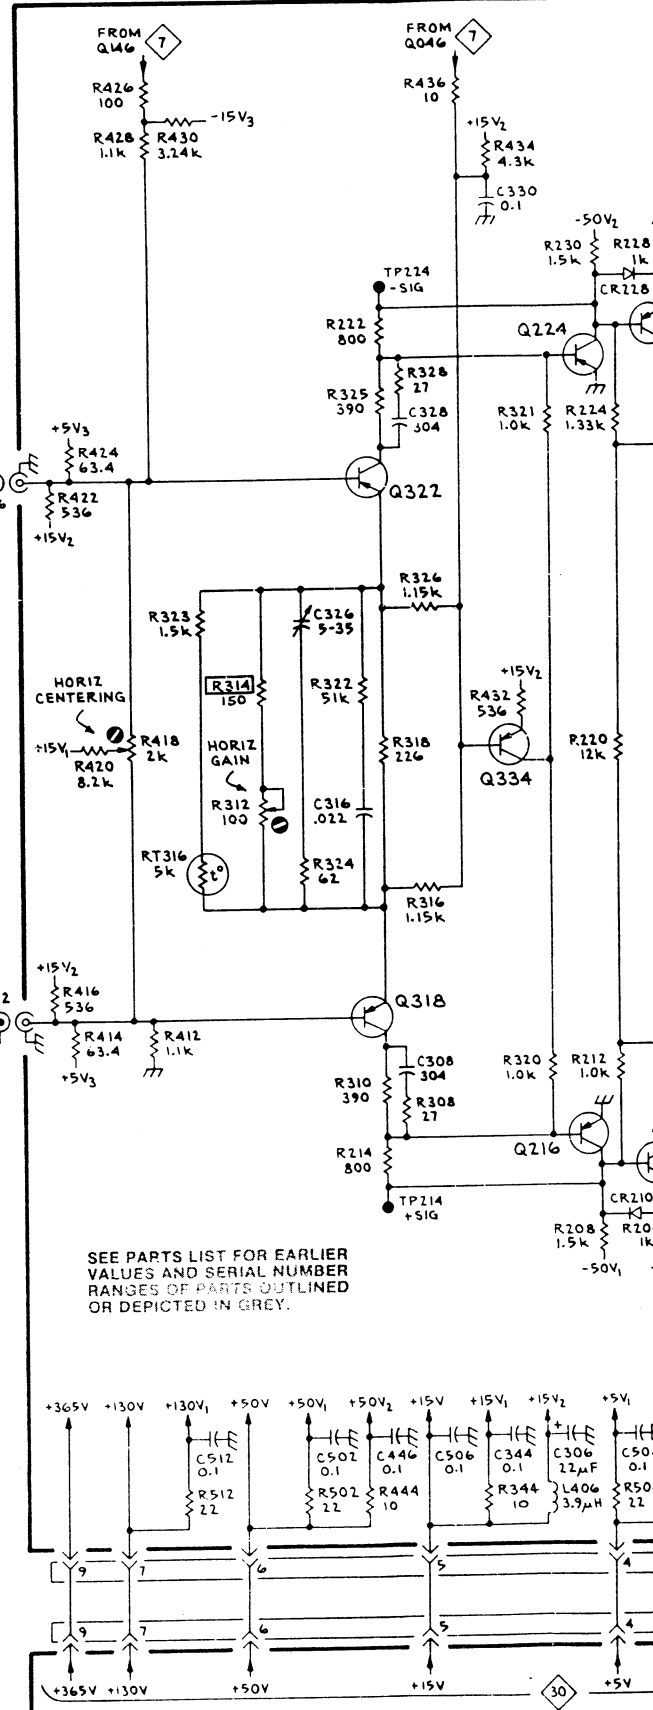 FROM
Q146
7
FROM
Q046
7
R426
100
R436
10
-15V3
R428
1.1k
R430
3.24k
+15V2
R434
4.3k
C330
0.1
-50V2
R230
1.5k
R228
1k
CR228
TP224
-SIG
R222
800
Q224
R328
27
R325
390
C328
304
R321
1.0k
R224
1.33k
+5V3
R424
63.4
R422
536
+15V2
Q322
R326
1.15k
R323
1.5k
C326
5-35
HORIZ
CENTERING
R314
150
R322
51k
+15V2
R432
536
+15V1
R420
8.2k
R418
2k
HORIZ
GAIN
R318
226
R220
12k
Q334
R312
100
C316
.022
RT316
5k
t°
R324
62
R316
1.15k
+15V2
R416
536
2
Q318
R414
63.4
+5V3
R412
1.1k
C308
304
R310
390
R308
27
R320
1.0k
R212
1.0k
R214
800
Q216
TP214
+SIG
CR210
R208
1.5k
1k
-50V1
SEE PARTS LIST FOR EARLIER
VALUES AND SERIAL NUMBER
RANGES OF PARTS OUTLINED
OR DEPICTED IN GREY.
+365V +130V +130V1 +50V +50V1 +50V2 +15V +15V1 +15V2 +5V1
C512
0.1
C502
0.1
C446
0.1
C506
0.1
C344
0.1
+
C306
22µF
0.1
R512
22
R502
22
R444
10
R344
10
L406
3.9µH
22
9 7 6 5 4
9 7 6 5 4
+365V +130V +50V +15V +5V
30